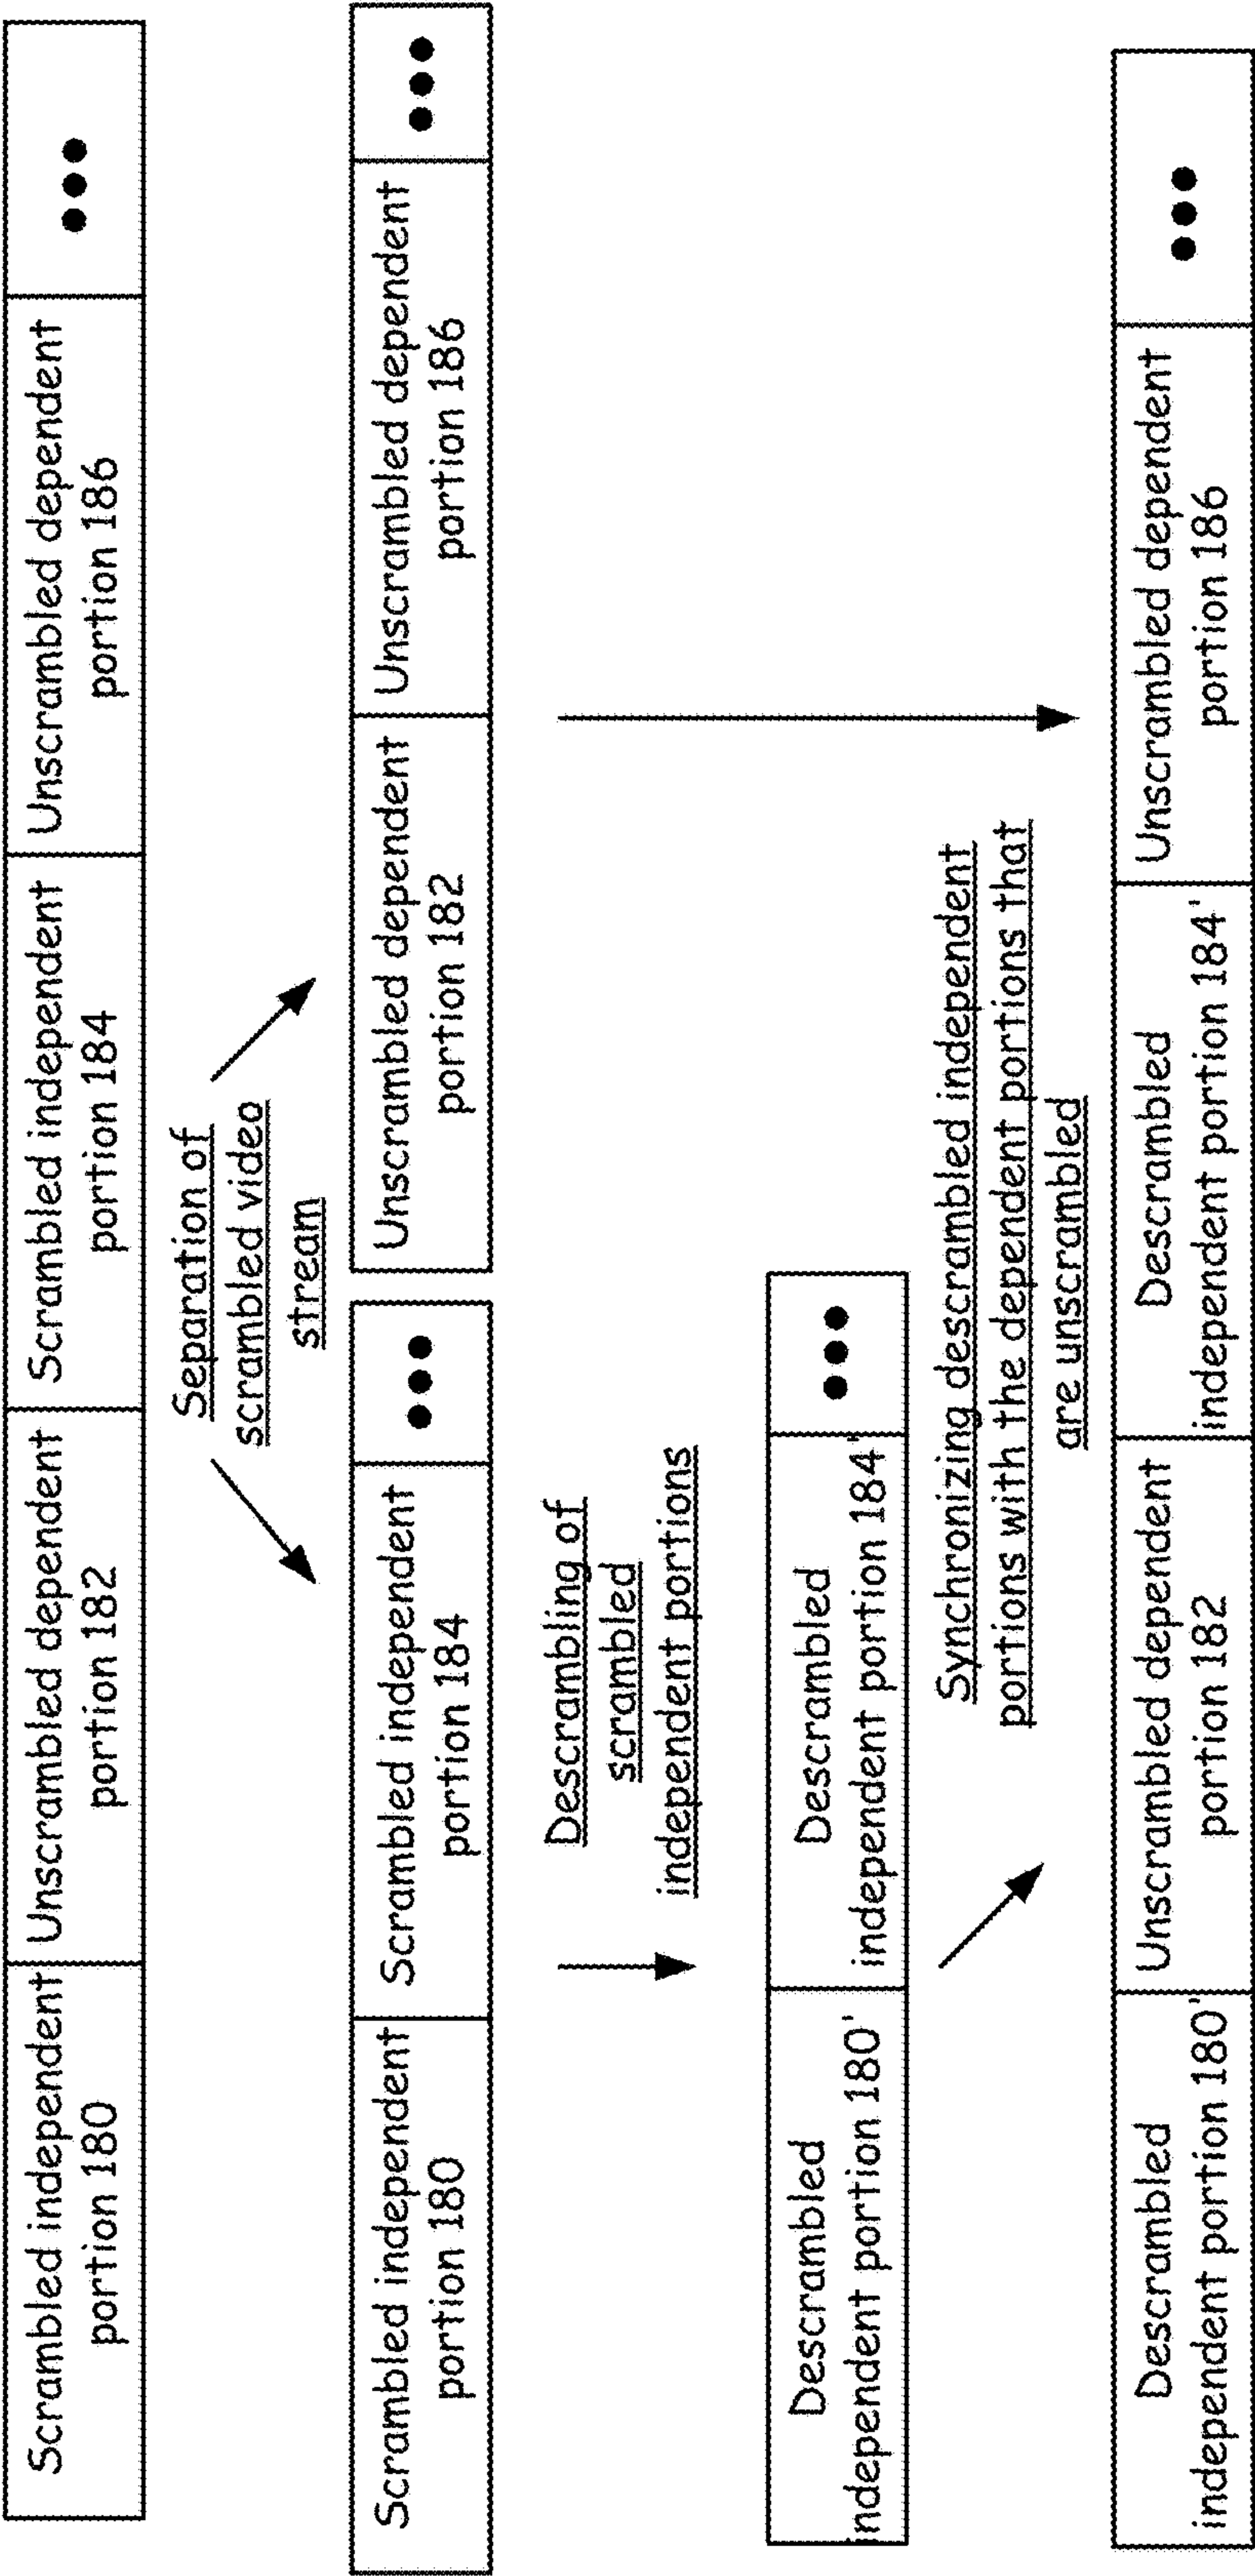 Scrambled independent
portion 180
Unscrambled dependent
portion 182
Scrambled independent
portion 184
Unscrambled dependent
portion 186
Separation of
scrambled video
stream
Scrambled independent
portion 180
Scrambled independent
portion 184
Unscrambled dependent
portion 182
Unscrambled dependent
portion 186
Descrambling of
scrambled
independent portions
Descrambled
independent portion 180'
Descrambled
independent portion 184'
Synchronizing descrambled independent
portions with the dependent portions that
are unscrambled
Descrambled
independent portion 180'
Unscrambled dependent
portion 182
Descrambled
independent portion 184'
Unscrambled dependent
portion 186